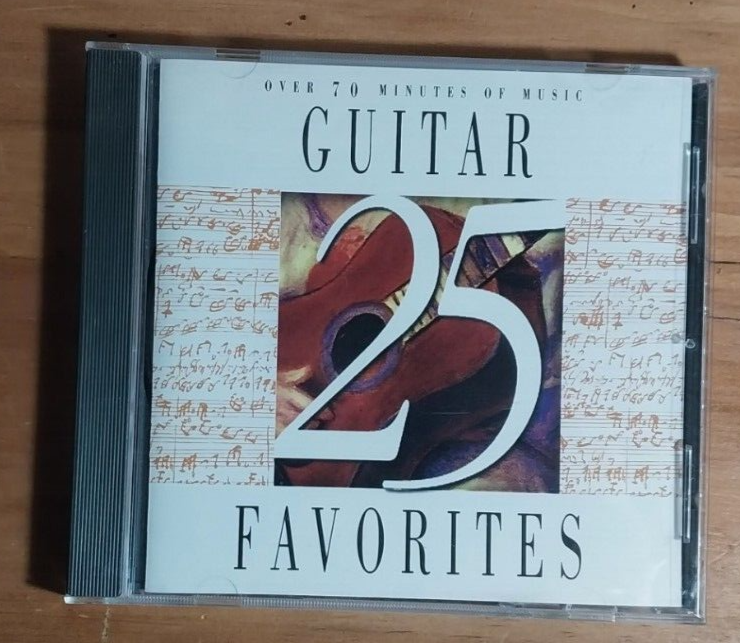 OVER 70 MINUTES OF MUSIC
GUITAR
25
FAVORITES